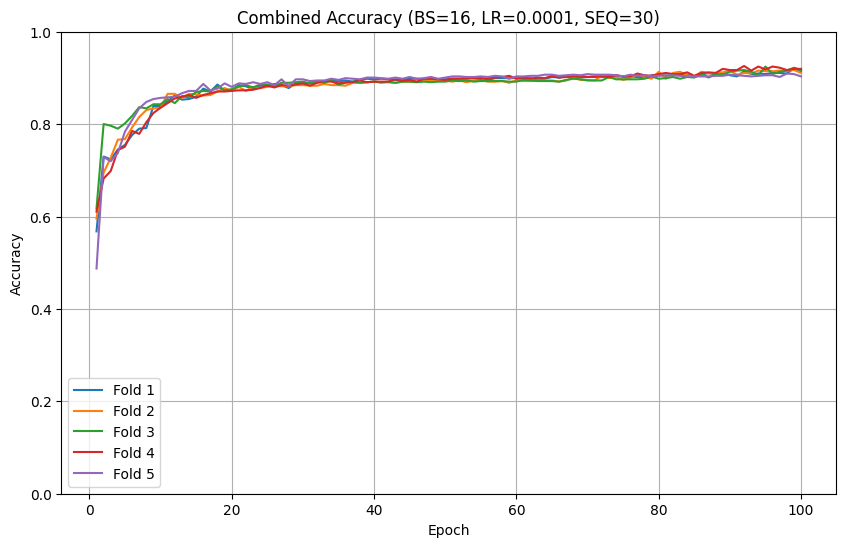 Combined Accuracy (BS=16, LR=0.0001, SEQ=30)
1.0
0.8
0.6
0.4
0.2
0.0
Accuracy
Fold 1
Fold 2
Fold 3
Fold 4
Fold 5
0 20 40 60 80 100
Epoch